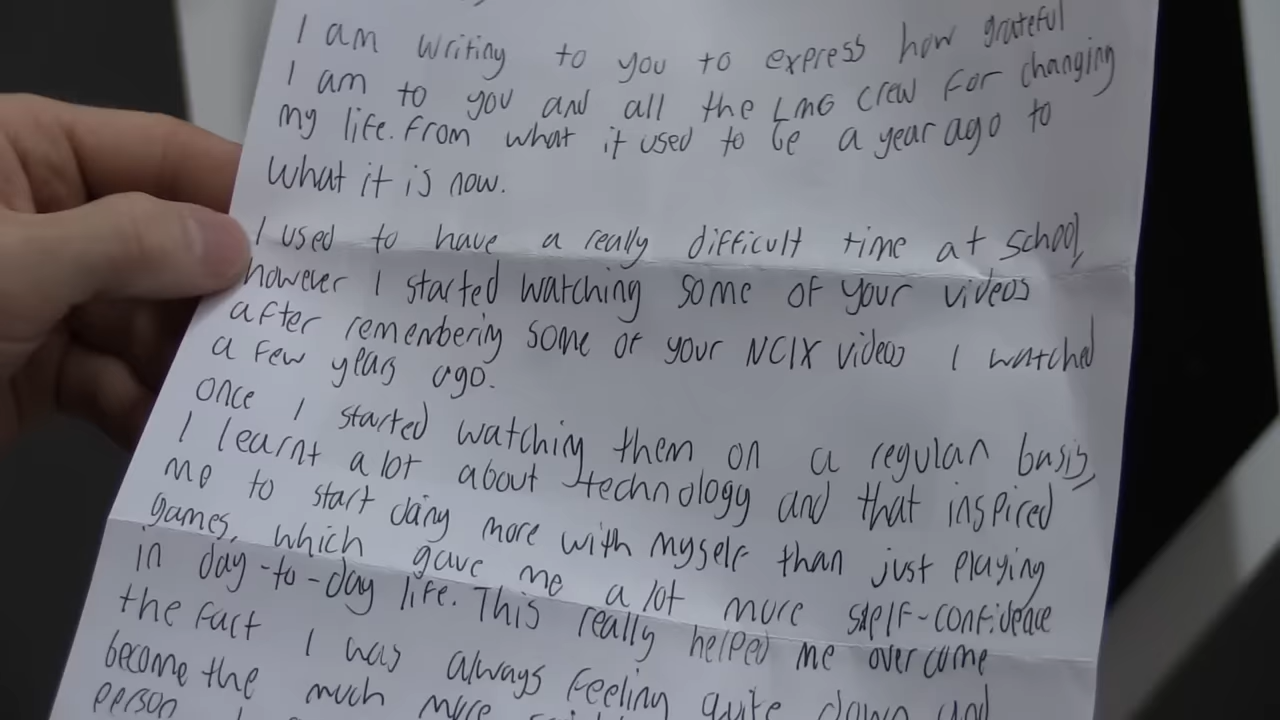 I am writing to you to express how grateful
I am to you and all the LMG crew for changing
my life. From what it used to be a year ago to
what it is now.
I used to have a really difficult time at school,
however I started watching some of your videos
after remembering some of your NCIX videos I watched
a few years ago.
Once I started watching them on a regular basis,
I learnt a lot about technology and that inspired
me to start doing more with myself than just playing
games, which gave me a lot more self-confidence
in day-to-day life. This really helped me overcome
the fact I was always feeling quite down and
become the much more
person I